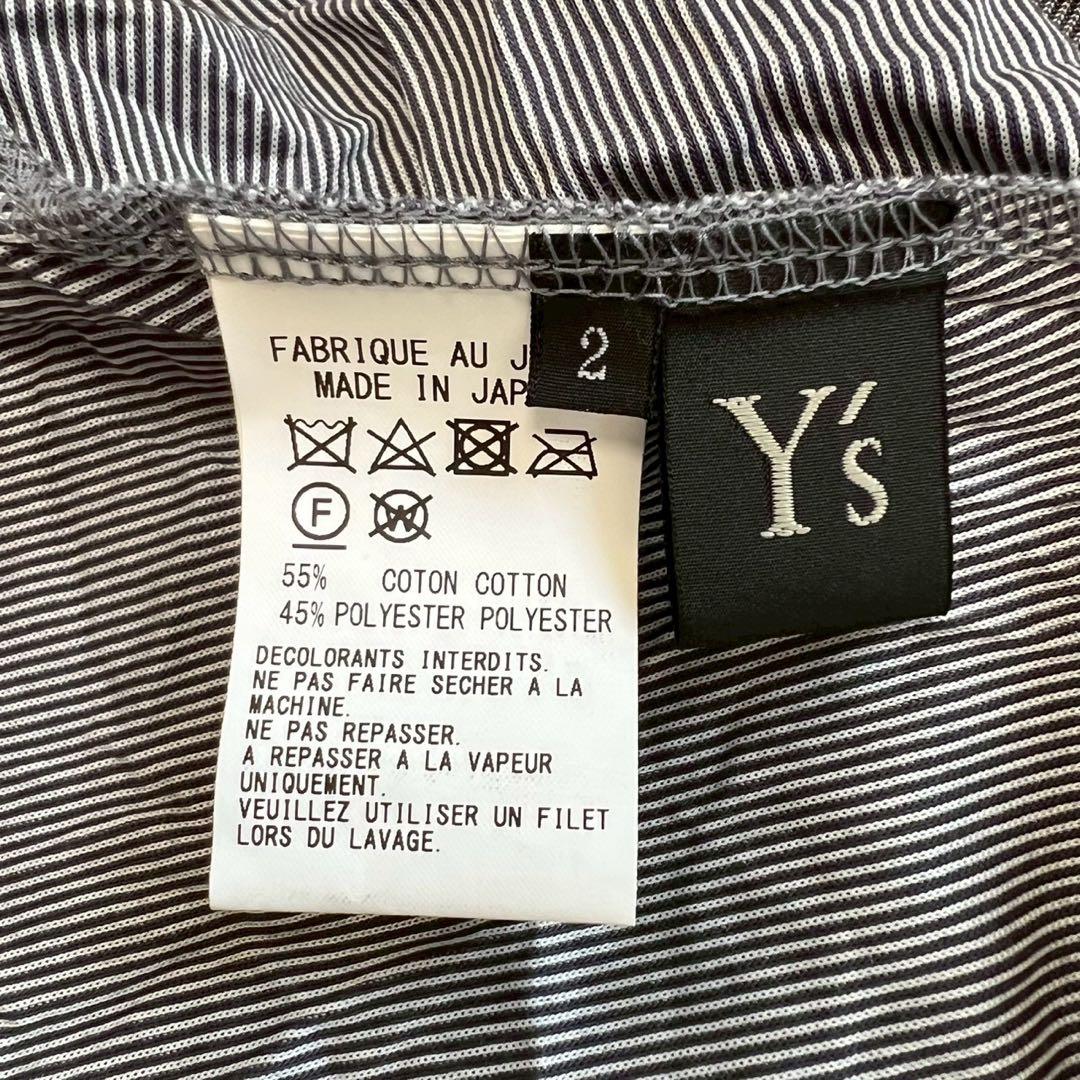 FABRIQUE AU
MADE IN
2
Y's
F
W
55% COTON COTTON
45% POLYESTER POLYESTER
DECOLORANTS INTERDITS.
NE PAS FAIRE SECHER A LA
MACHINE.
NE PAS REPASSER.
A REPASSER A LA VAPEUR
UNIQUEMENT.
VEUILLEZ UTILISER UN FILET
LORS DU LAVAGE.